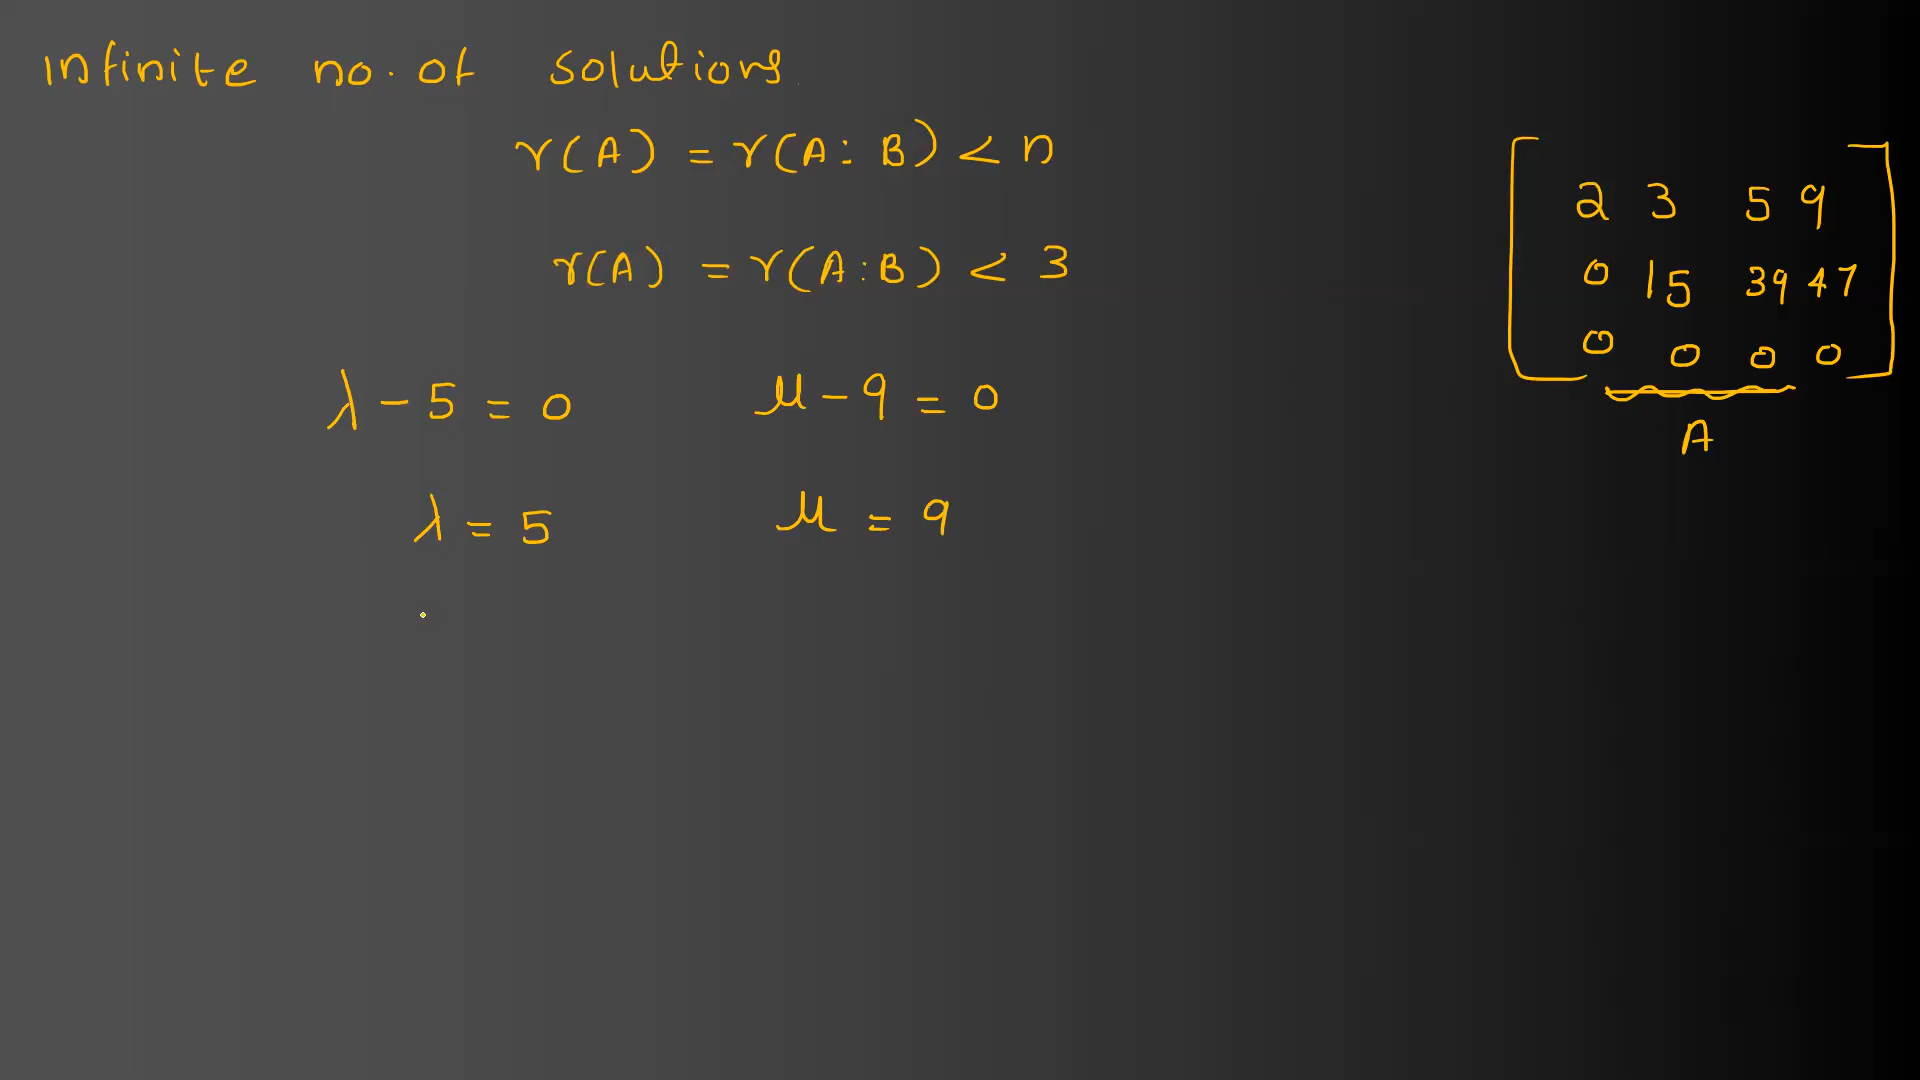 Infinite no. of solutions.
r(A) = r(A : B) < n
r(A) = r(A : B) < 3
λ - 5 = 0 μ - 9 = 0
λ = 5 μ = 9
2 3 5 9
0 15 39 47
0 0 0 0
A